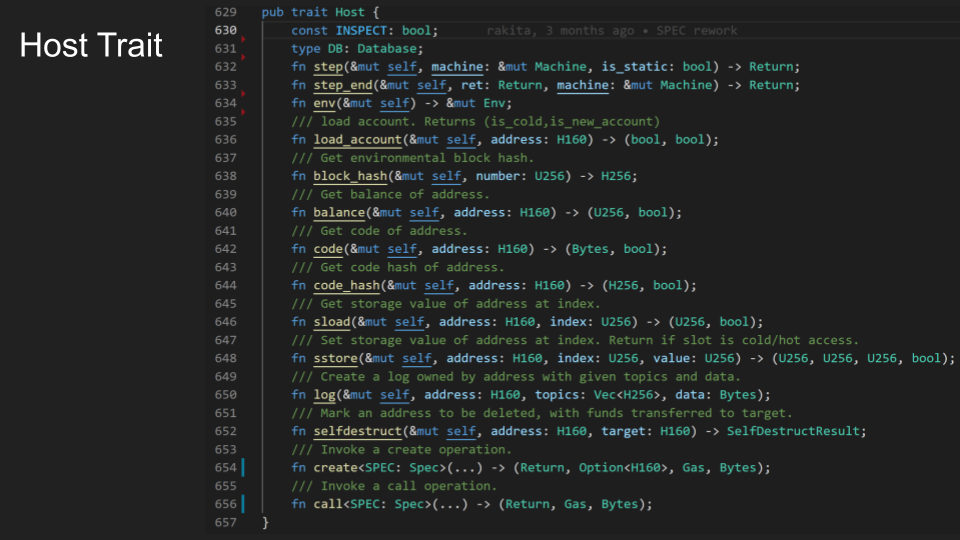 Host Trait
629 pub trait Host {
630 const INSPECT: bool; rakita, 3 months ago • SPEC rework
631 type DB: Database;
632 fn step(&mut self, machine: &mut Machine, is_static: bool) -> Return;
633 fn step_end(&mut self, ret: Return, machine: &mut Machine) -> Return;
634 fn env(&mut self) -> &mut Env;
635 /// load account. Returns (is_cold,is_new_account)
636 fn load_account(&mut self, address: H160) -> (bool, bool);
637 /// Get environmental block hash.
638 fn block_hash(&mut self, number: U256) -> H256;
639 /// Get balance of address.
640 fn balance(&mut self, address: H160) -> (U256, bool);
641 /// Get code of address.
642 fn code(&mut self, address: H160) -> (Bytes, bool);
643 /// Get code hash of address.
644 fn code_hash(&mut self, address: H160) -> (H256, bool);
645 /// Get storage value of address at index.
646 fn sload(&mut self, address: H160, index: U256) -> (U256, bool);
647 /// Set storage value of address at index. Return if slot is cold/hot access.
648 fn sstore(&mut self, address: H160, index: U256, value: U256) -> (U256, U256, U256, bool);
649 /// Create a log owned by address with given topics and data.
650 fn log(&mut self, address: H160, topics: Vec<H256>, data: Bytes);
651 /// Mark an address to be deleted, with funds transferred to target.
652 fn selfdestruct(&mut self, address: H160, target: H160) -> SelfDestructResult;
653 /// Invoke a create operation.
654 fn create<SPEC: Spec>(...) -> (Return, Option<H160>, Gas, Bytes);
655 /// Invoke a call operation.
656 fn call<SPEC: Spec>(...) -> (Return, Gas, Bytes);
657 }